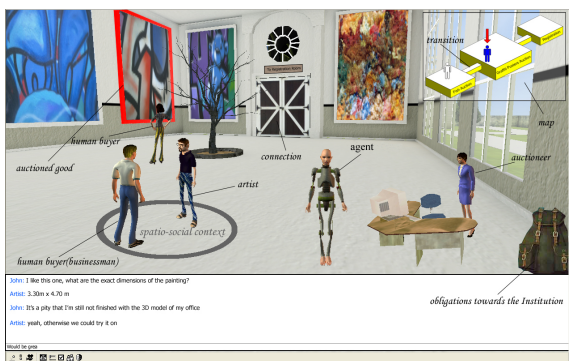 transition
map
human buyer
auctioned good
To Registration Room
connection
agent
auctioneer
artist
spatio-social context
human buyer(businessman)
obligations towards the Institution
John: I like this one, what are the exact dimensions of the painting?
Artist: 3.30m x 4.70 m
John: It's a pity that I'm still not finished with the 3D model of my office
Artist: yeah, otherwise we could try it on
Would be grea